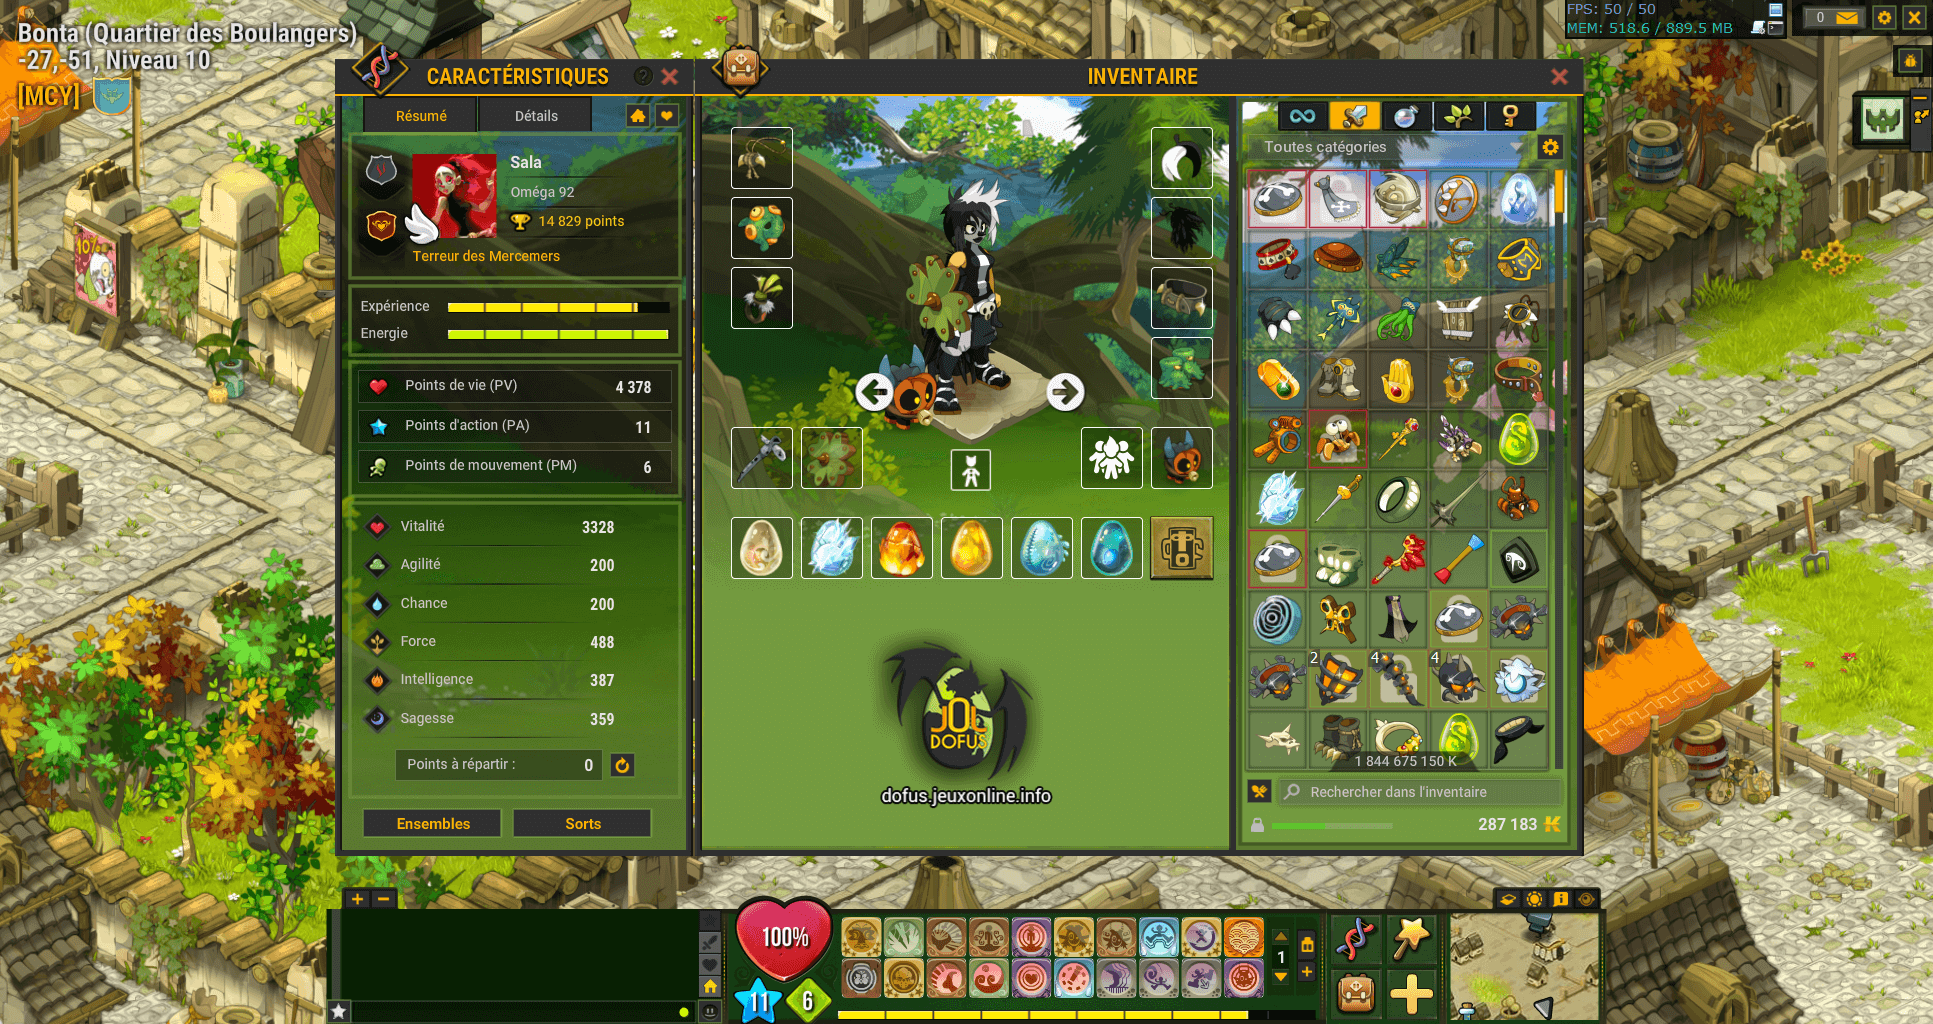 Bonta (Quartier des Boulangers)
-27,-51, Niveau 10
[MCY]
FPS: 50 / 50
MEM: 518.6 / 889.5 MB
0
CARACTÉRISTIQUES
?
Résumé
Détails
Sala
Oméga 92
14 829 points
Terreur des Mercemers
Expérience
Energie
Points de vie (PV) 4 378
Points d'action (PA) 11
Points de mouvement (PM) 6
Vitalité 3328
Agilité 200
Chance 200
Force 488
Intelligence 387
Sagesse 359
Points à répartir : 0
Ensembles
Sorts
INVENTAIRE
JOL
DOFUS
dofus.jeuxonline.info
Toutes catégories
2
4
4
1 844 675 150 K
Rechercher dans l'inventaire
287 183 K
100%
11
6
1
10%